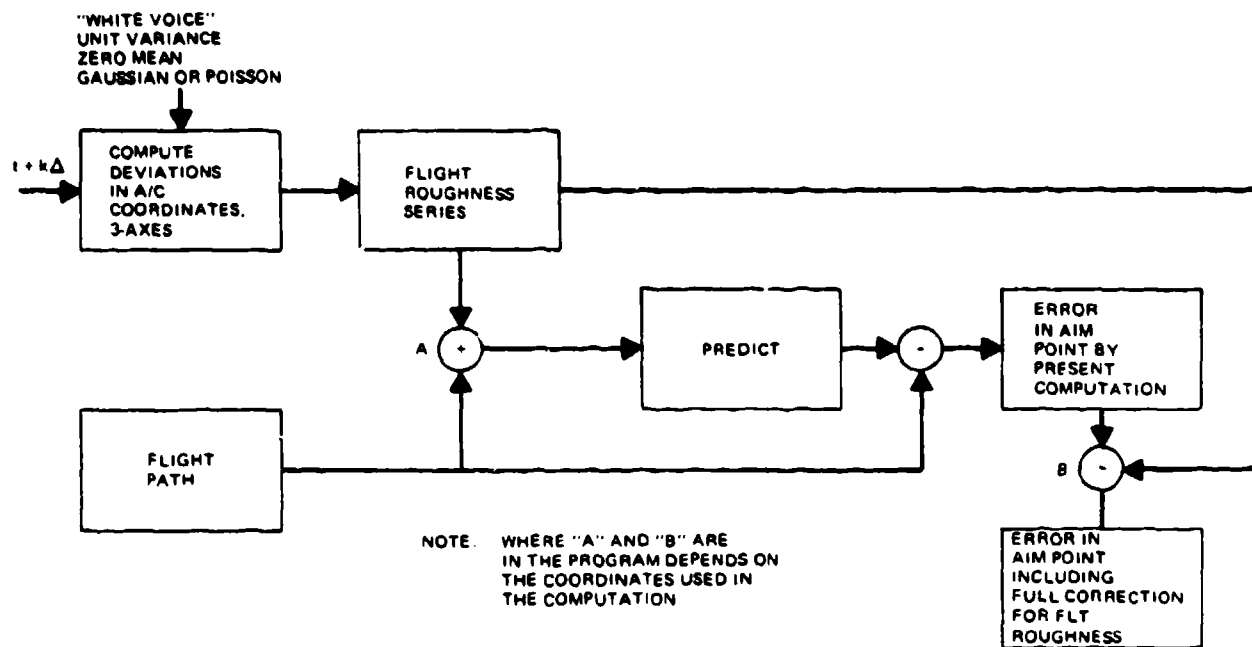 "WHITE VOICE"
UNIT VARIANCE
ZERO MEAN
GAUSSIAN OR POISSON
t + kΔ
COMPUTE
DEVIATIONS
IN A/C
COORDINATES,
3-AXES
FLIGHT
ROUGHNESS
SERIES
A
+
PREDICT
-
ERROR
IN AIM
POINT BY
PRESENT
COMPUTATION
FLIGHT
PATH
B
-
NOTE. WHERE "A" AND "B" ARE
IN THE PROGRAM DEPENDS ON
THE COORDINATES USED IN
THE COMPUTATION
ERROR IN
AIM POINT
INCLUDING
FULL CORRECTION
FOR FLT
ROUGHNESS